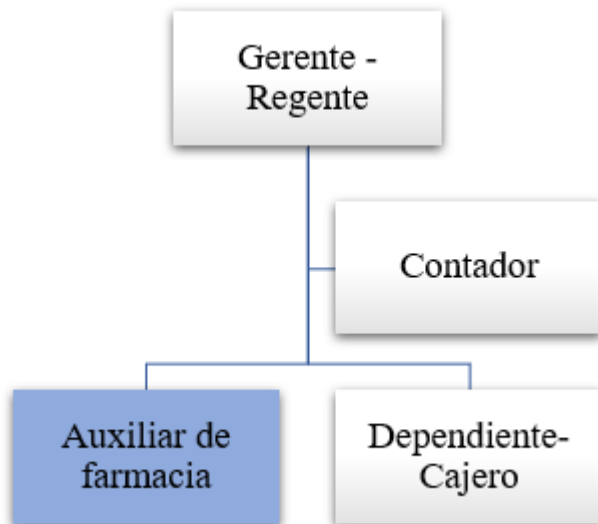 Gerente -
Regente
Contador
Auxiliar de
farmacia
Dependiente-
Cajero